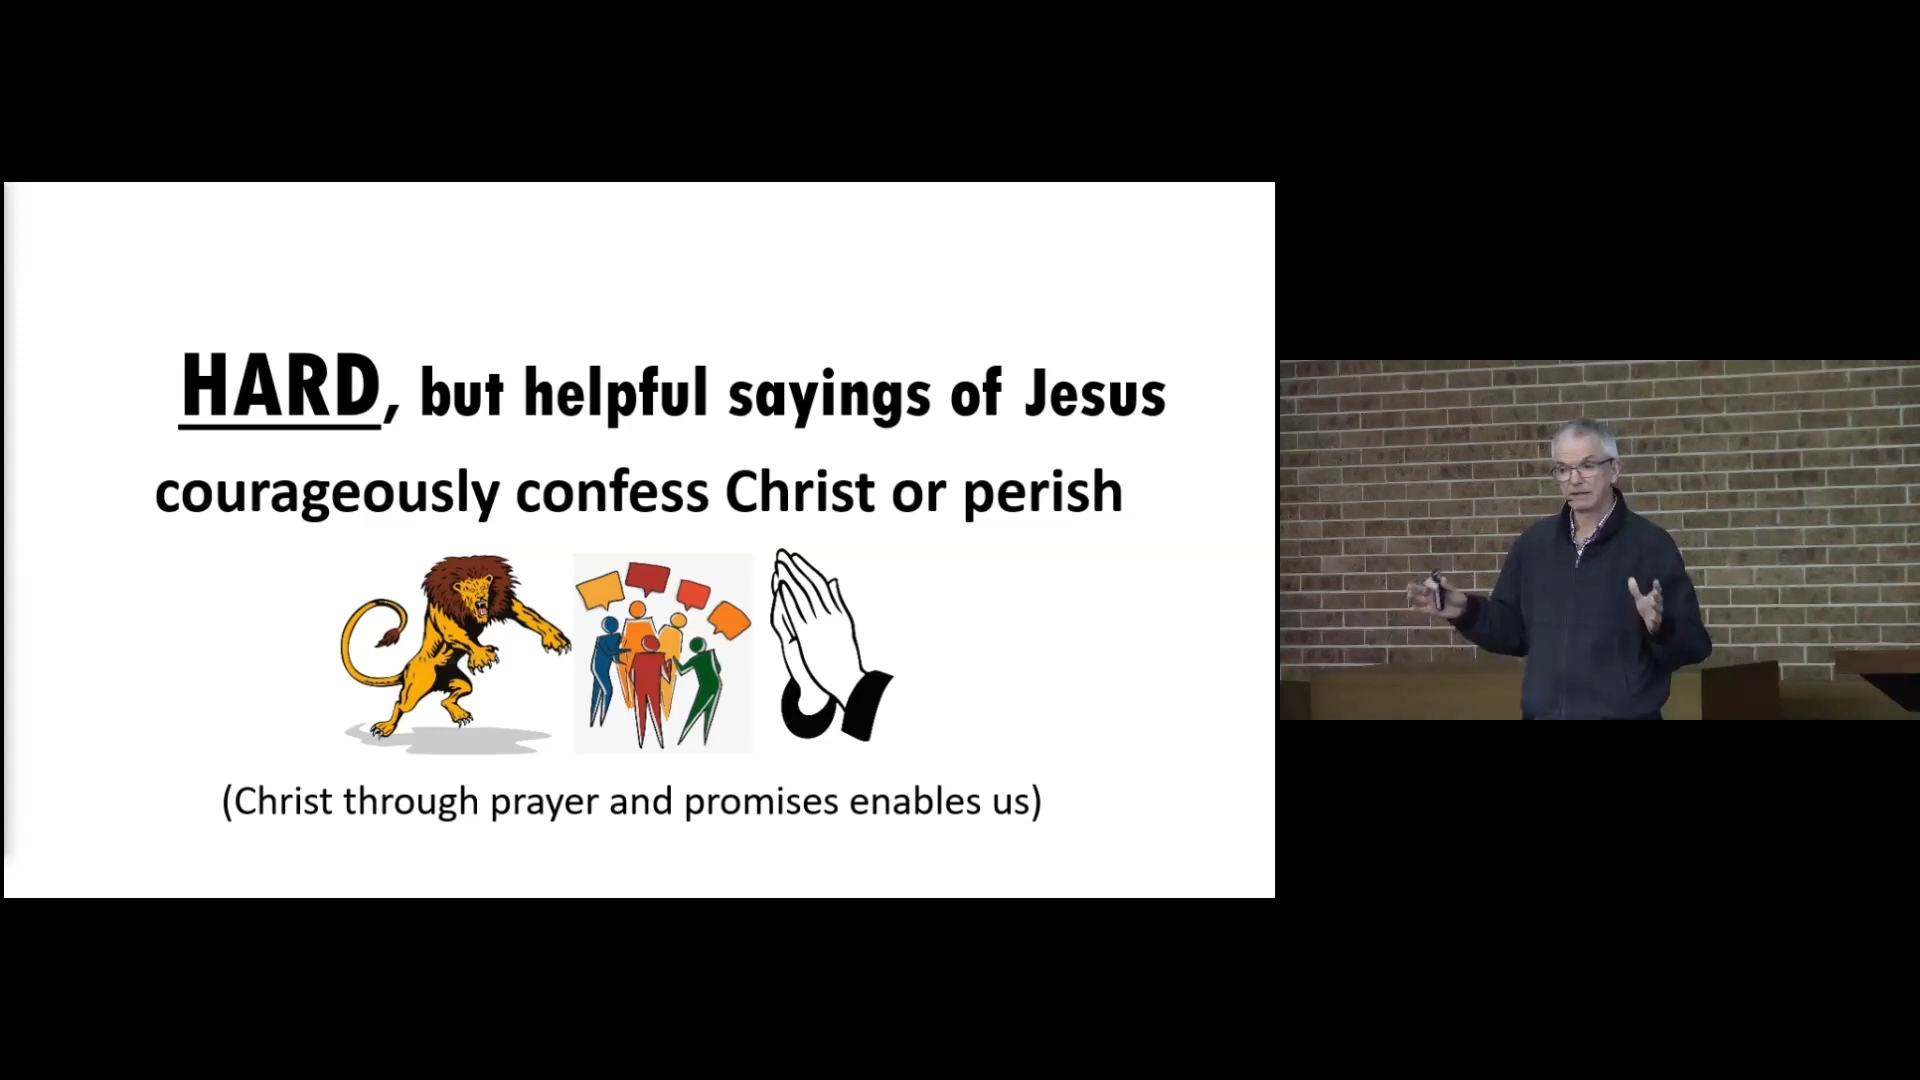 HARD, but helpful sayings of Jesus
courageously confess Christ or perish
(Christ through prayer and promises enables us)